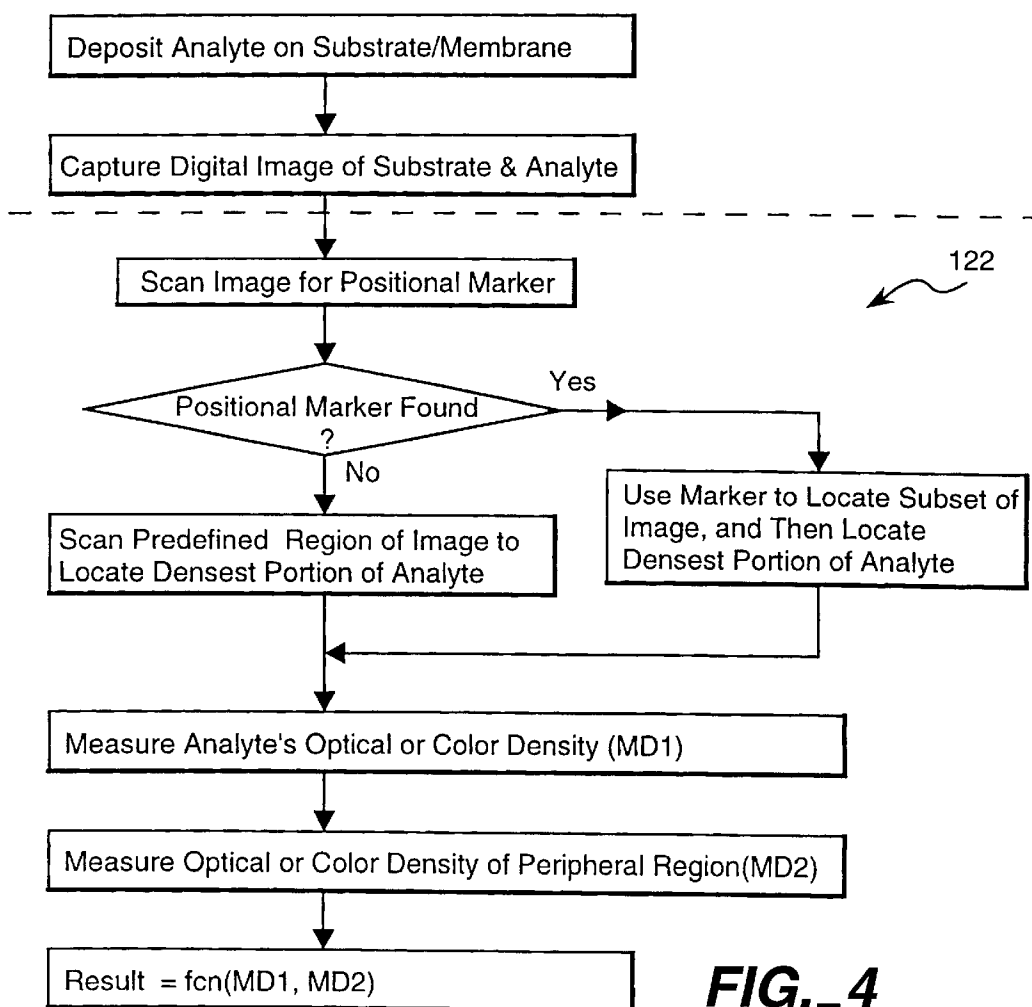 Deposit Analyte on Substrate/Membrane
Capture Digital Image of Substrate & Analyte
122
Scan Image for Positional Marker
Positional Marker Found
?
Yes
No
Use Marker to Locate Subset of
Image, and Then Locate
Densest Portion of Analyte
Scan Predefined Region of Image to
Locate Densest Portion of Analyte
Measure Analyte's Optical or Color Density (MD1)
Measure Optical or Color Density of Peripheral Region(MD2)
Result = fcn(MD1, MD2)
FIG._4